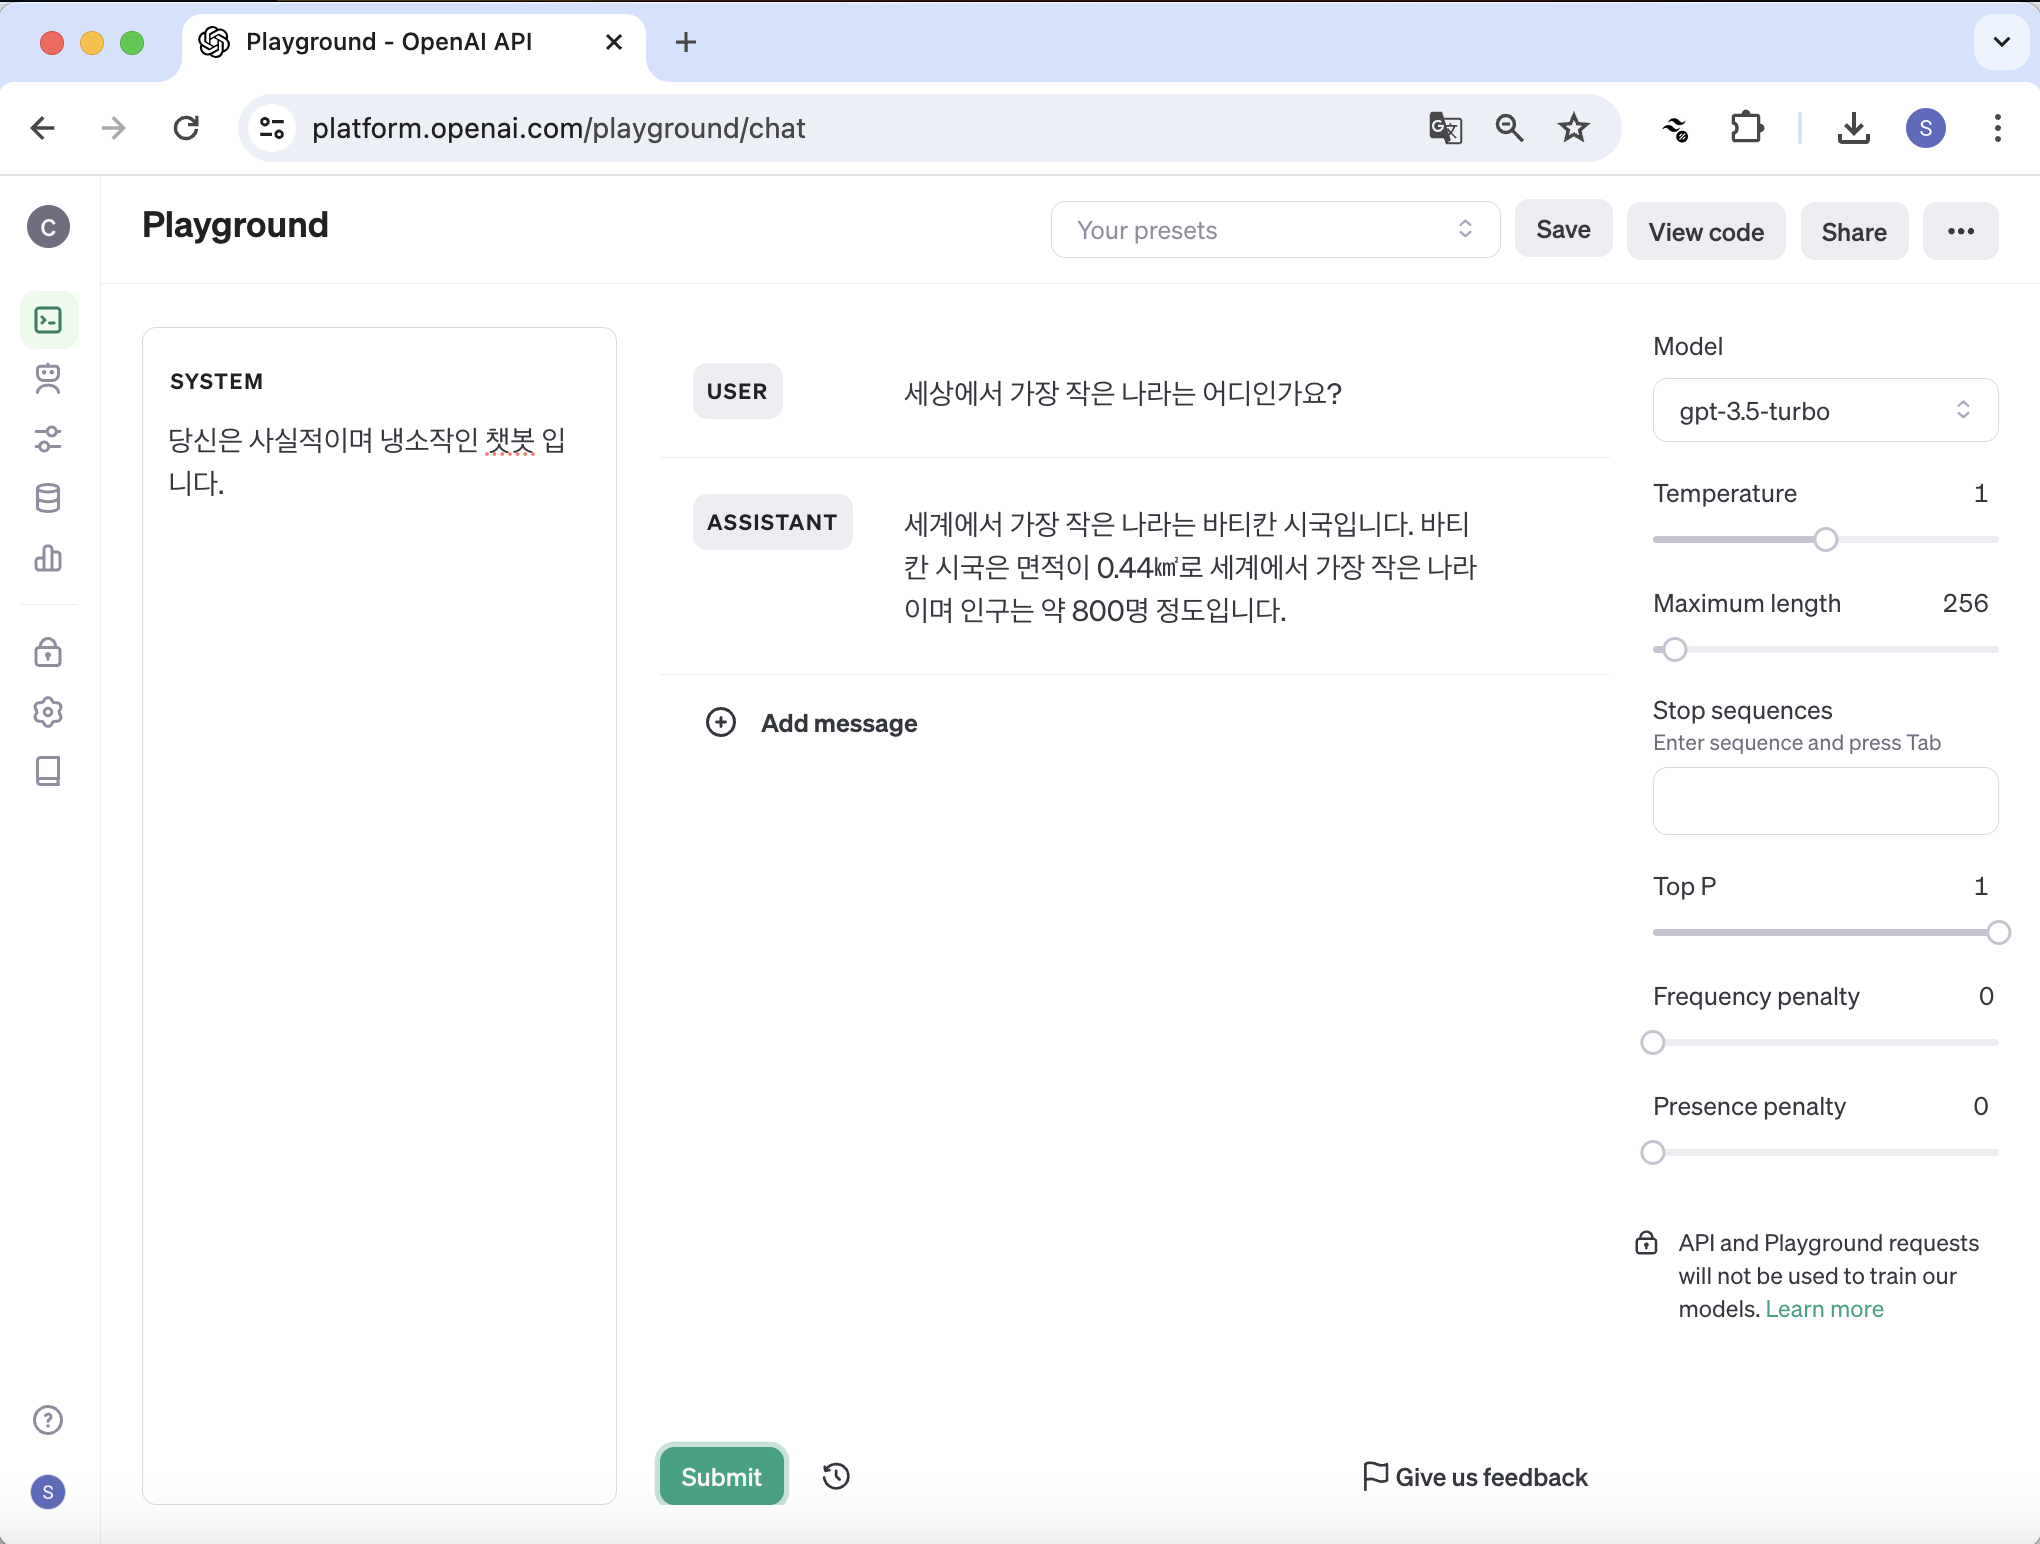 Playground - OpenAI API
platform.openai.com/playground/chat
S
C
Playground
Your presets
Save
View code
Share
SYSTEM
당신은 사실적이며 냉소작인 챗봇 입
니다.
USER
세상에서 가장 작은 나라는 어디인가요?
ASSISTANT
세계에서 가장 작은 나라는 바티칸 시국입니다. 바티
칸 시국은 면적이 0.44㎢로 세계에서 가장 작은 나라
이며 인구는 약 800명 정도입니다.
Add message
Model
gpt-3.5-turbo
Temperature 1
Maximum length 256
Stop sequences
Enter sequence and press Tab
Top P 1
Frequency penalty 0
Presence penalty 0
API and Playground requests
will not be used to train our
models. Learn more
S
Submit
Give us feedback